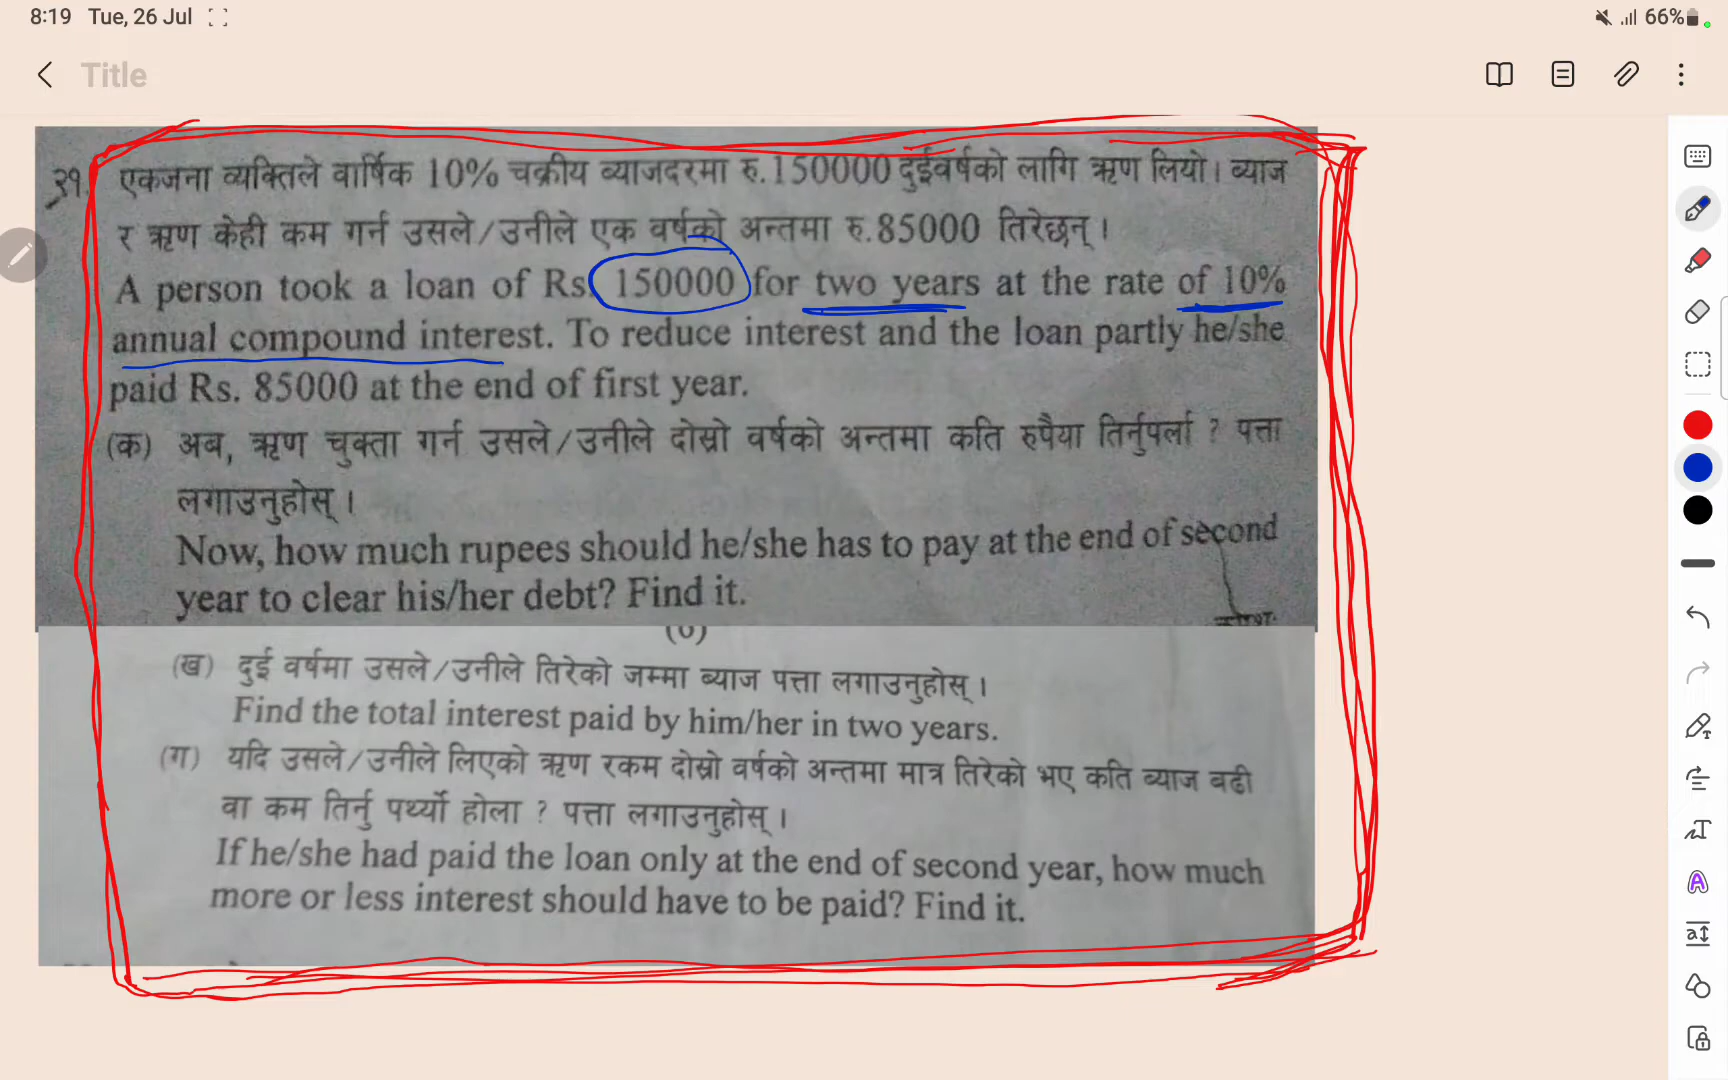 8:19 Tue, 26 Jul
66%
Title
३१. एकजना व्यक्तिले वार्षिक 10% चक्रीय ब्याजदरमा रु.150000 दुईवर्षको लागि ऋण लियो। ब्याज
र ऋण केही कम गर्न उसले/उनीले एक वर्षको अन्तमा रु.85000 तिरेछन्।
A person took a loan of Rs. 150000 for two years at the rate of 10%
annual compound interest. To reduce interest and the loan partly he/she
paid Rs. 85000 at the end of first year.
(क) अब, ऋण चुक्ता गर्न उसले/उनीले दोस्रो वर्षको अन्तमा कति रुपैया तिर्नुपर्ला ? पत्ता
लगाउनुहोस्।
Now, how much rupees should he/she has to pay at the end of second
year to clear his/her debt? Find it.
(ख) दुई वर्षमा उसले/उनीले तिरेको जम्मा ब्याज पत्ता लगाउनुहोस्।
Find the total interest paid by him/her in two years.
(ग) यदि उसले/उनीले लिएको ऋण रकम दोस्रो वर्षको अन्तमा मात्र तिरेको भए कति ब्याज बढी
वा कम तिर्नु पर्थ्यो होला ? पत्ता लगाउनुहोस्।
If he/she had paid the loan only at the end of second year, how much
more or less interest should have to be paid? Find it.